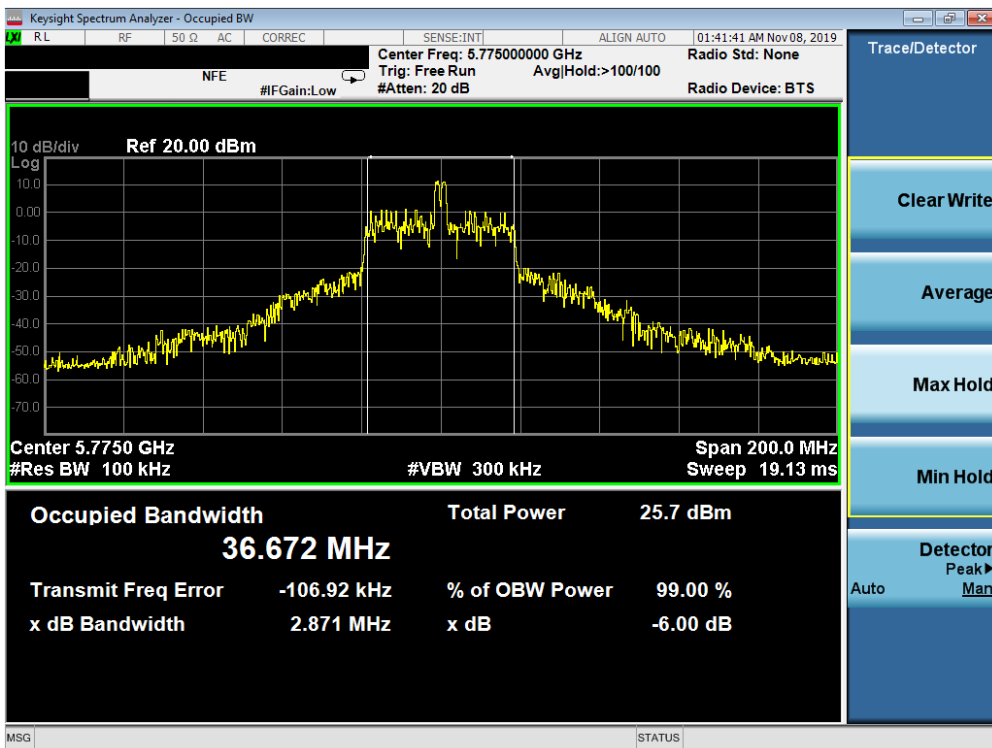 Keysight Spectrum Analyzer - Occupied BW
LXI RL RF 50 Ω AC CORREC SENSE:INT ALIGN AUTO 01:41:41 AM Nov 08, 2019
Center Freq: 5.775000000 GHz Radio Std: None
NFE Trig: Free Run Avg|Hold:>100/100
#IFGain:Low #Atten: 20 dB Radio Device: BTS
Trace/Detector
10 dB/div Ref 20.00 dBm
Log
10.0
0.00
-10.0
-20.0
-30.0
-40.0
-50.0
-60.0
-70.0
Center 5.7750 GHz Span 200.0 MHz
#Res BW 100 kHz #VBW 300 kHz Sweep 19.13 ms
Occupied Bandwidth Total Power 25.7 dBm
36.672 MHz
Transmit Freq Error -106.92 kHz % of OBW Power 99.00 %
x dB Bandwidth 2.871 MHz x dB -6.00 dB
Clear Write
Average
Max Hold
Min Hold
Detector
Peak▶
Auto Man
MSG STATUS